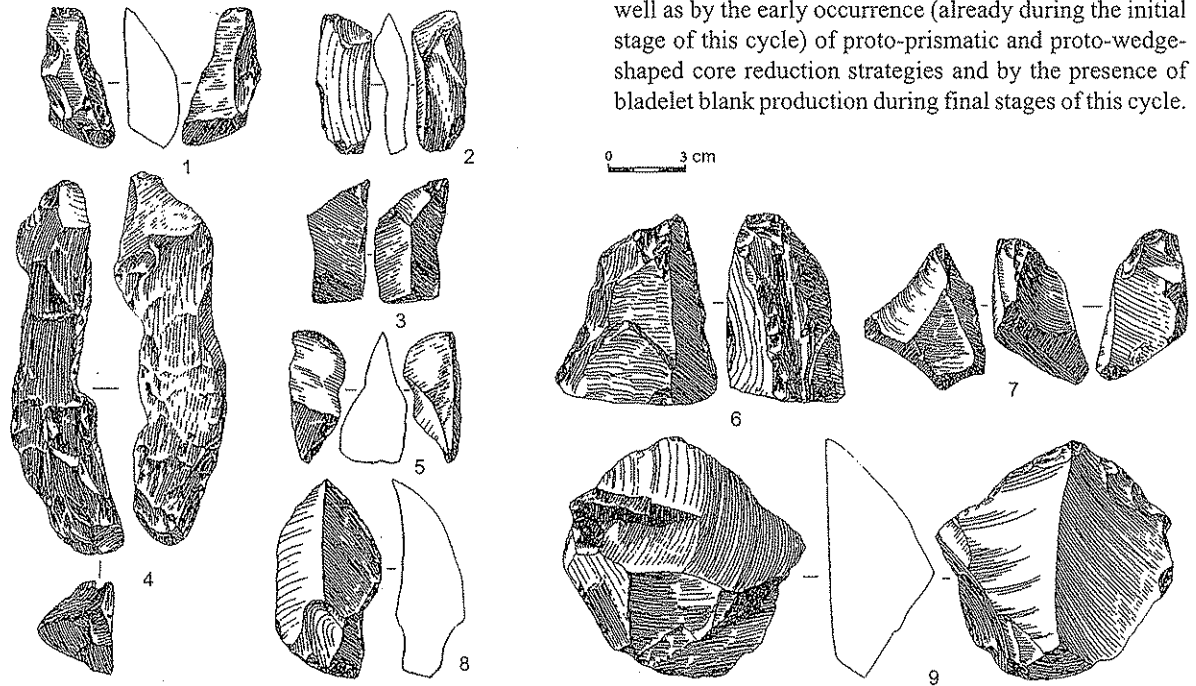 well as by the early occurrence (already during the initial
stage of this cycle) of proto-prismatic and proto-wedge-
shaped core reduction strategies and by the presence of
bladelet blank production during final stages of this cycle.
0 3 cm
1
2
3
4
5
6
7
8
9